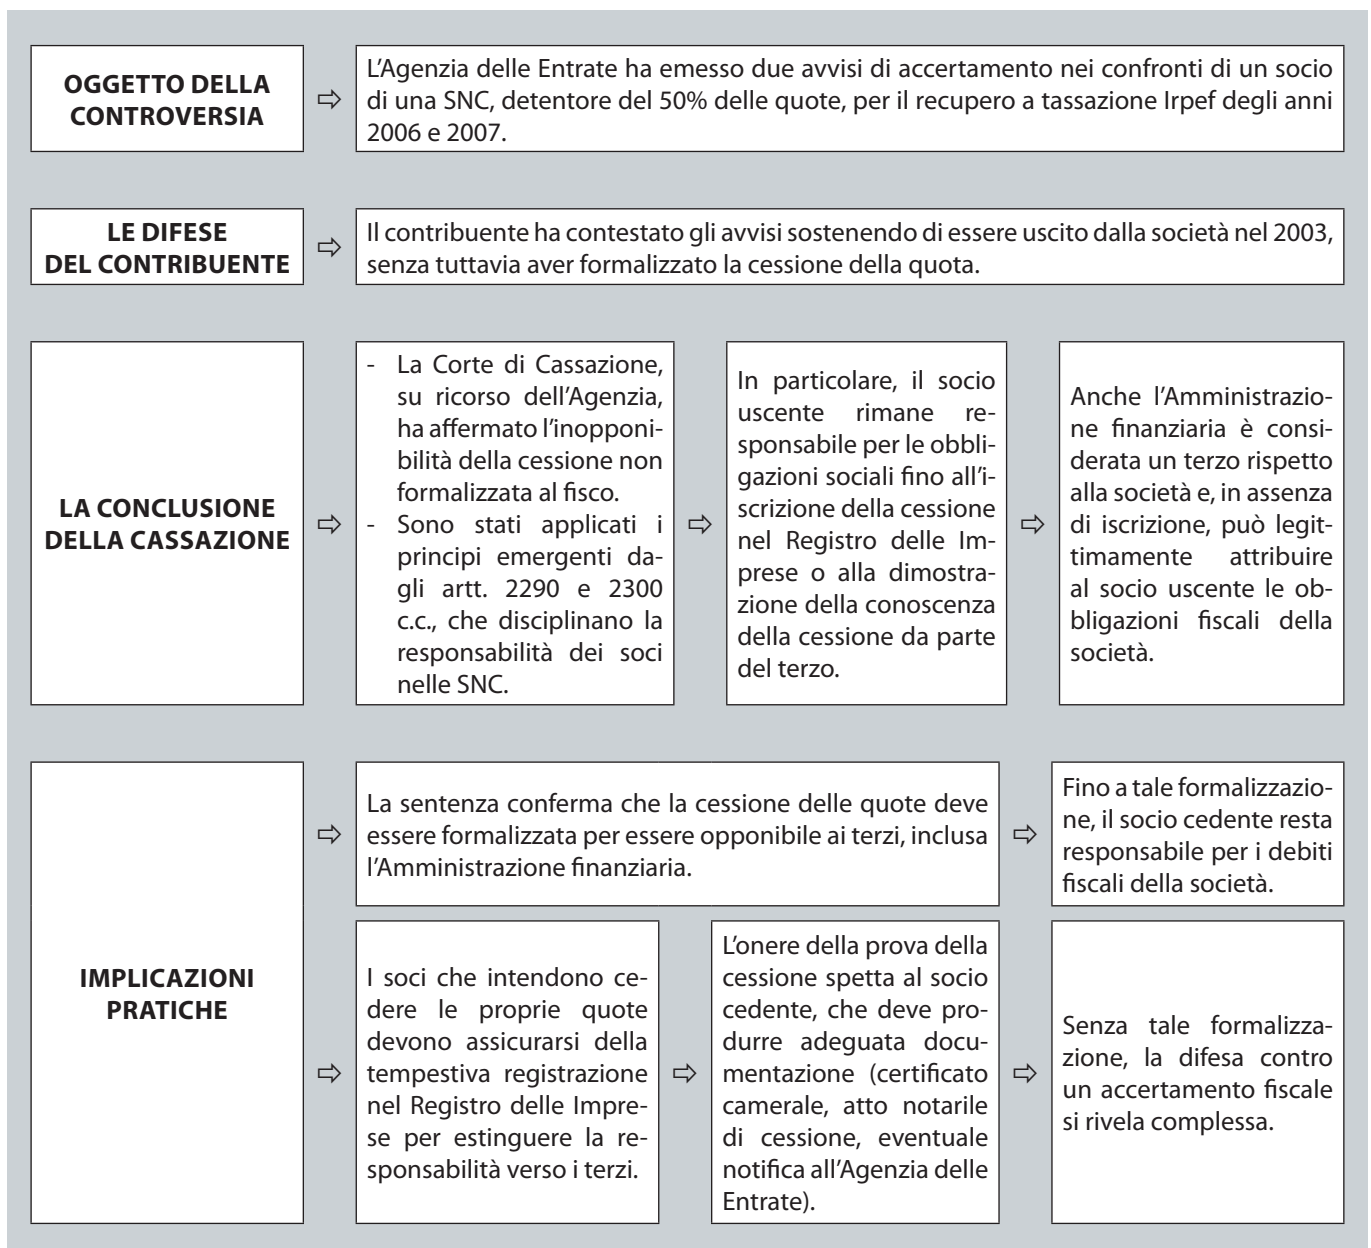 OGGETTO DELLA
CONTROVERSIA
⇨
L'Agenzia delle Entrate ha emesso due avvisi di accertamento nei confronti di un socio
di una SNC, detentore del 50% delle quote, per il recupero a tassazione Irpef degli anni
2006 e 2007.
LE DIFESE
DEL CONTRIBUENTE
⇨
Il contribuente ha contestato gli avvisi sostenendo di essere uscito dalla società nel 2003,
senza tuttavia aver formalizzato la cessione della quota.
LA CONCLUSIONE
DELLA CASSAZIONE
⇨
- La Corte di Cassazione,
su ricorso dell'Agenzia,
ha affermato l'inopponi-
bilità della cessione non
formalizzata al fisco.
- Sono stati applicati i
principi emergenti da-
gli artt. 2290 e 2300
c.c., che disciplinano la
responsabilità dei soci
nelle SNC.
⇨
In particolare, il socio
uscente rimane re-
sponsabile per le obbli-
gazioni sociali fino all'i-
scrizione della cessione
nel Registro delle Im-
prese o alla dimostra-
zione della conoscenza
della cessione da parte
del terzo.
⇨
Anche l'Amministrazio-
ne finanziaria è consi-
derata un terzo rispetto
alla società e, in assenza
di iscrizione, può legit-
timamente attribuire
al socio uscente le ob-
bligazioni fiscali della
società.
IMPLICAZIONI
PRATICHE
⇨
La sentenza conferma che la cessione delle quote deve
essere formalizzata per essere opponibile ai terzi, inclusa
l'Amministrazione finanziaria.
⇨
Fino a tale formalizzazio-
ne, il socio cedente resta
responsabile per i debiti
fiscali della società.
⇨
I soci che intendono ce-
dere le proprie quote
devono assicurarsi della
tempestiva registrazione
nel Registro delle Impre-
se per estinguere la re-
sponsabilità verso i terzi.
⇨
L'onere della prova della
cessione spetta al socio
cedente, che deve pro-
durre adeguata docu-
mentazione (certificato
camerale, atto notarile
di cessione, eventuale
notifica all'Agenzia delle
Entrate).
⇨
Senza tale formalizza-
zione, la difesa contro
un accertamento fiscale
si rivela complessa.